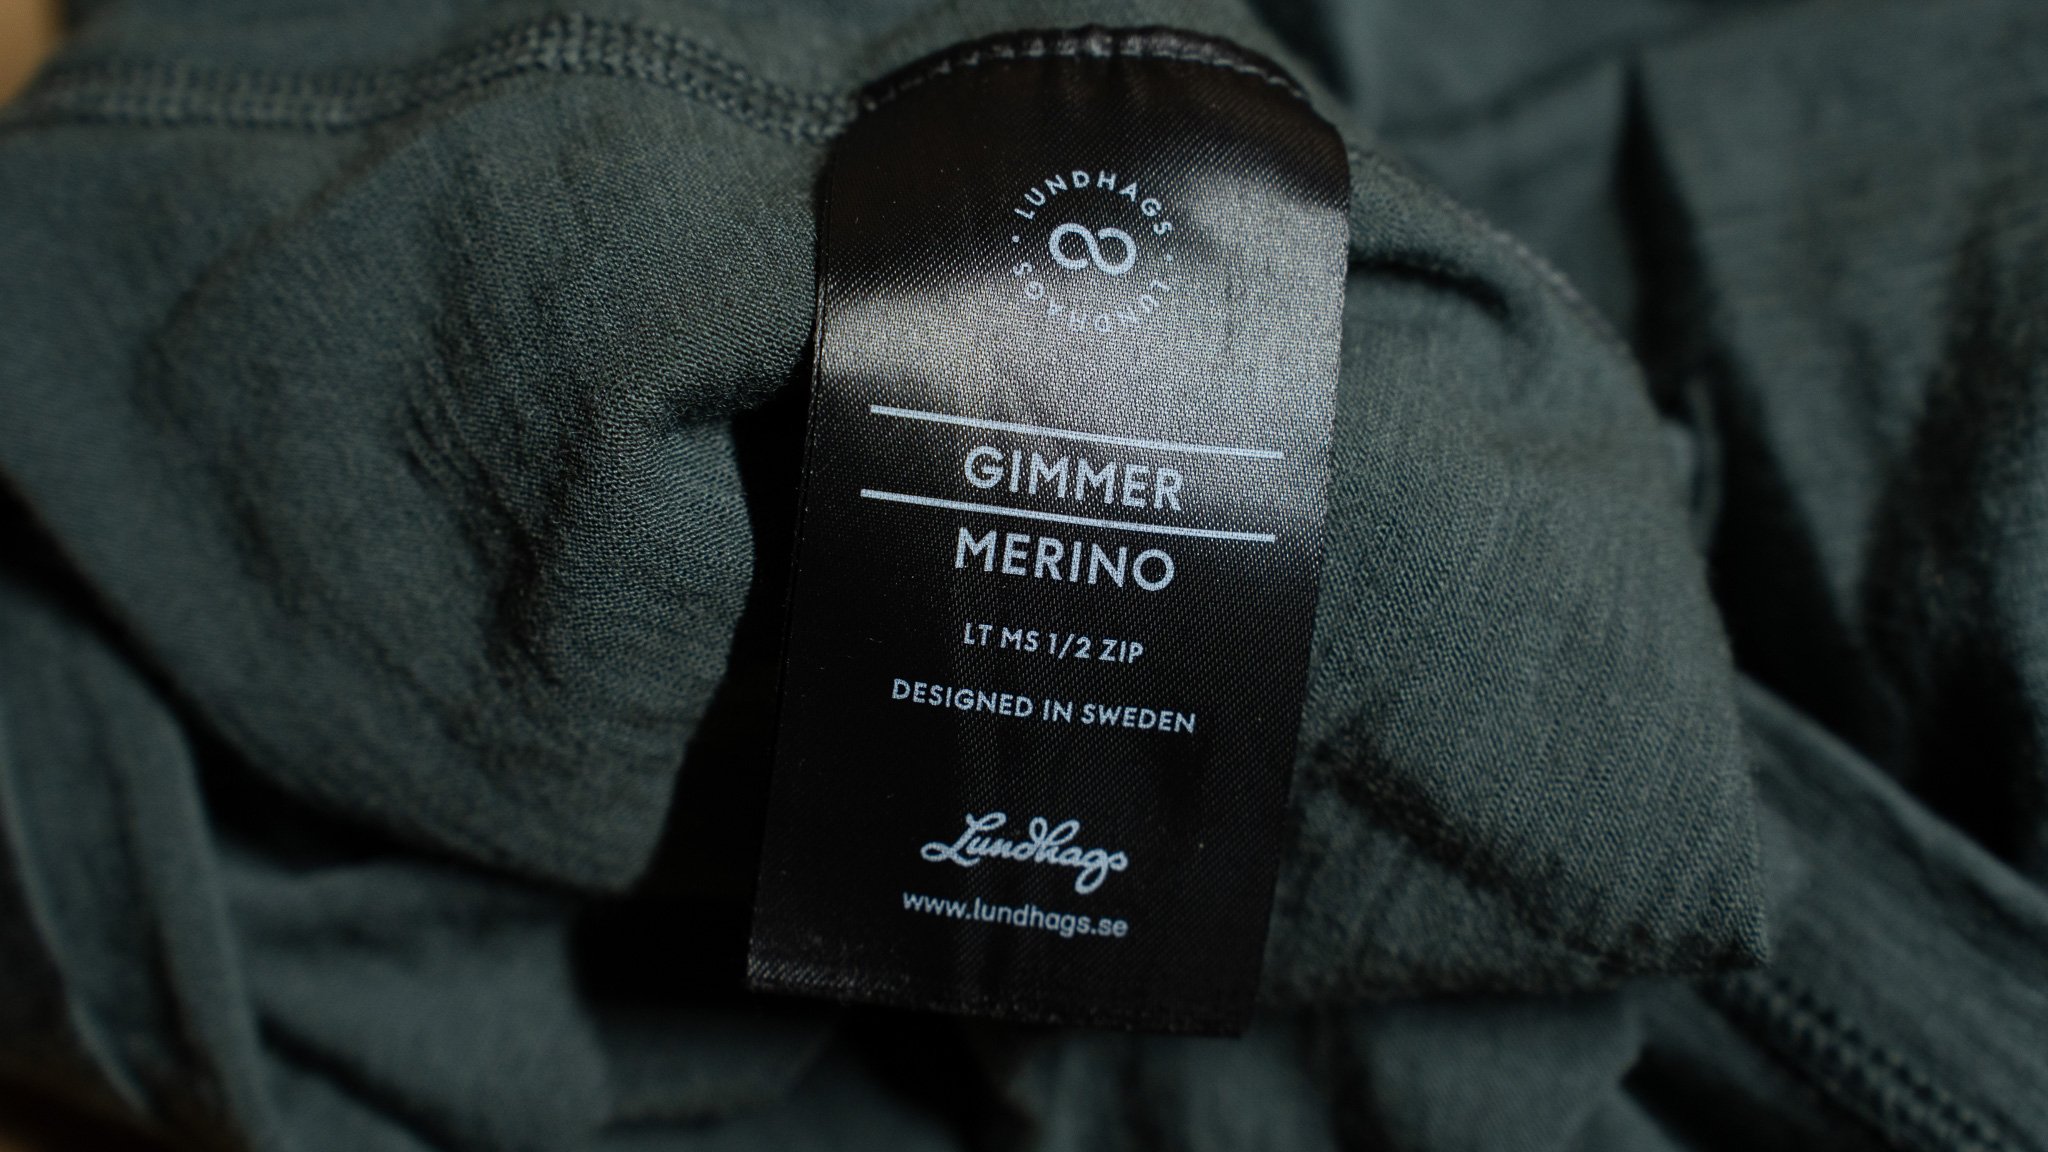 LUNDHAGS • LUNDHAGS •
GIMMER
MERINO
LT MS 1/2 ZIP
DESIGNED IN SWEDEN
Lundhags
www.lundhags.se